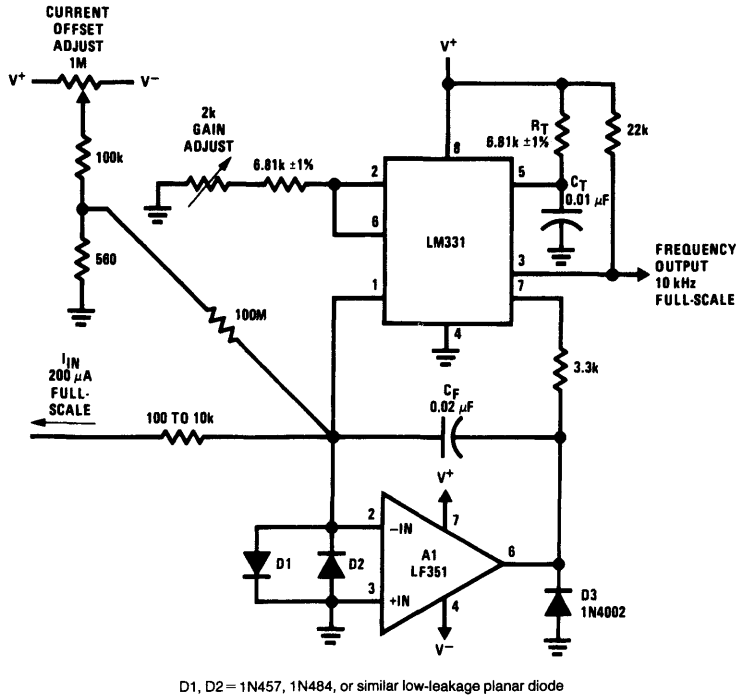 CURRENT
OFFSET
ADJUST
1M
V+
V−
100k
560
2k
GAIN
ADJUST
6.81k ±1%
100M
V+
8
2
6
1
LM331
5
3
7
4
RT
6.81k ±1%
22k
CT
0.01 μF
FREQUENCY
OUTPUT
10 kHz
FULL-SCALE
3.3k
IIN
200 μA
FULL-
SCALE
100 TO 10k
CF
0.02 μF
V+
7
2
−IN
A1
LF351
6
3
+IN
4
V−
D1
D2
D3
1N4002
D1, D2 = 1N457, 1N484, or similar low-leakage planar diode